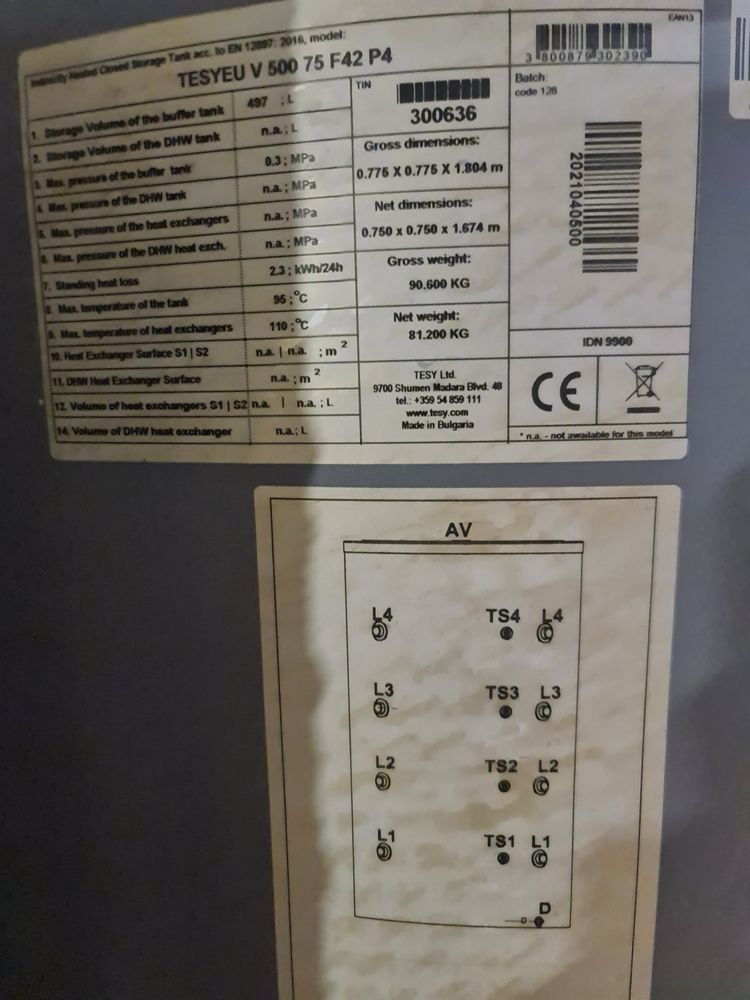 Indirectly Heated Closed Storage Tank acc. to EN 12897: 2016, model:
TESYEU V 500 75 F42 P4
1. Storage Volume of the buffer tank 497 ; L
2. Storage Volume of the DHW tank n.a.; L
3. Max. pressure of the buffer tank 0.3; MPa
4. Max. pressure of the DHW tank n.a.; MPa
5. Max. pressure of the heat exchangers n.a.; MPa
6. Max. pressure of the DHW heat exch. n.a.; MPa
7. Standing heat loss 2.3 ; kWh/24h
8. Max. temperature of the tank 95 ;°C
9. Max. temperature of heat exchangers 110 ;°C
10. Heat Exchanger Surface S1 | S2 n.a. | n.a. ; m2
11. DHW Heat Exchanger Surface n.a. ; m2
12. Volume of heat exchangers S1 | S2 n.a. | n.a. ; L
14. Volume of DHW heat exchanger n.a.; L
TIN
300636
Gross dimensions:
0.775 X 0.775 X 1.804 m
Net dimensions:
0.750 x 0.750 x 1.674 m
Gross weight:
90.600 KG
Net weight:
81.200 KG
TESY Ltd.
9700 Shumen Madara Blvd. 48
tel.: +359 54 859 111
www.tesy.com
Made in Bulgaria
EAN13
3 800879 302390
Batch:
code 128
2021040500
IDN 9900
CE
* n.a. - not available for this model
AV
L4 TS4 L4
L3 TS3 L3
L2 TS2 L2
L1 TS1 L1
D
D